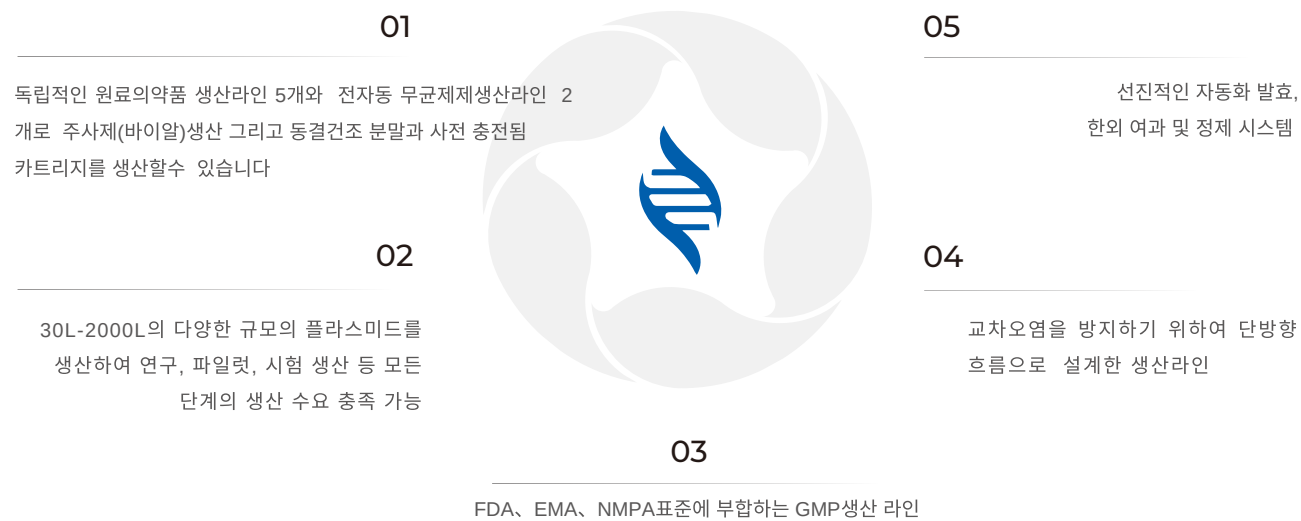 01
독립적인 원료의약품 생산라인 5개와 전자동 무균제제생산라인 2
개로 주사제(바이알)생산 그리고 동결건조 분말과 사전 충전됨
카트리지를 생산할수 있습니다
02
30L-2000L의 다양한 규모의 플라스미드를
생산하여 연구, 파일럿, 시험 생산 등 모든
단계의 생산 수요 충족 가능
03
FDA、EMA、NMPA표준에 부합하는 GMP생산 라인
04
교차오염을 방지하기 위하여 단방향
흐름으로 설계한 생산라인
05
선진적인 자동화 발효,
한외 여과 및 정제 시스템